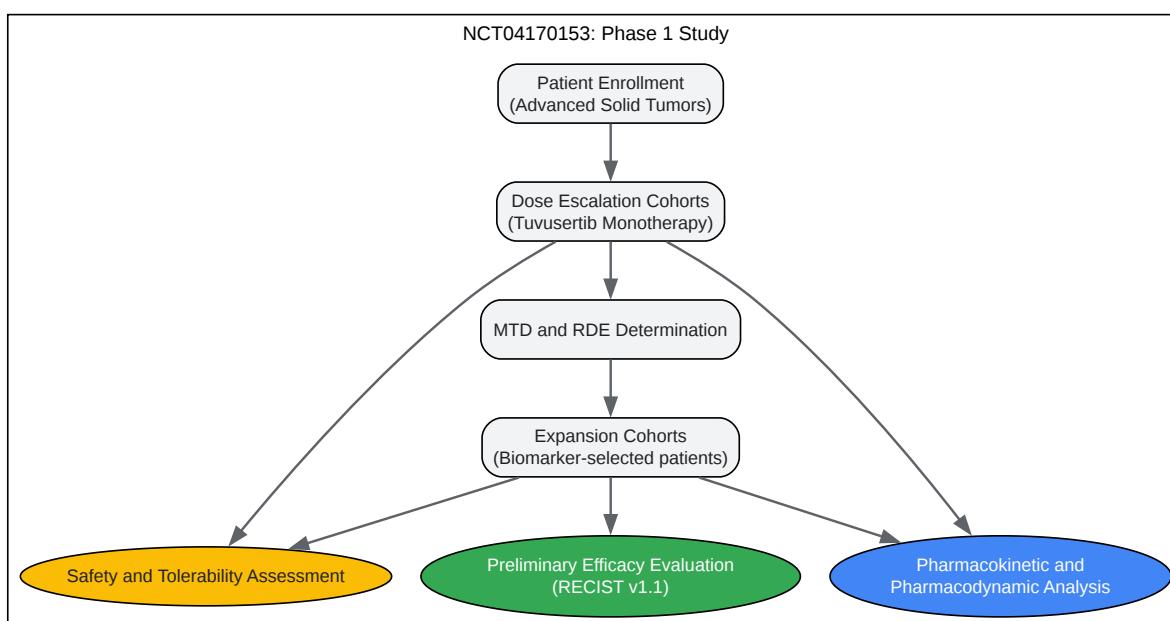 NCT04170153: Phase 1 Study
Patient Enrollment
(Advanced Solid Tumors)
Dose Escalation Cohorts
(Tuvusertib Monotherapy)
MTD and RDE Determination
Expansion Cohorts
(Biomarker-selected patients)
Safety and Tolerability Assessment
Preliminary Efficacy Evaluation
(RECIST v1.1)
Pharmacokinetic and
Pharmacodynamic Analysis